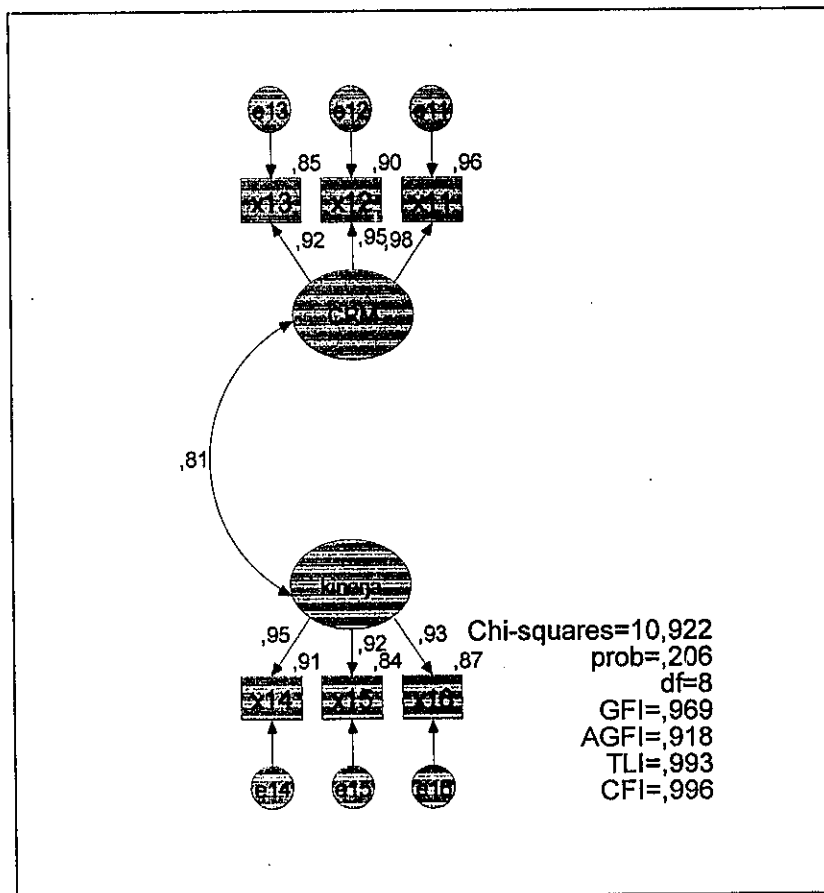 e13 e12 e11
,85 ,90 ,96
x13 x12 x11
,92 ,95 ,98
CRM
,81
kinerja
,95 ,92 ,93
,91 ,84 ,87
x14 x15 x16
e14 e15 e16
Chi-squares=10,922
prob=,206
df=8
GFI=,969
AGFI=,918
TLI=,993
CFI=,996